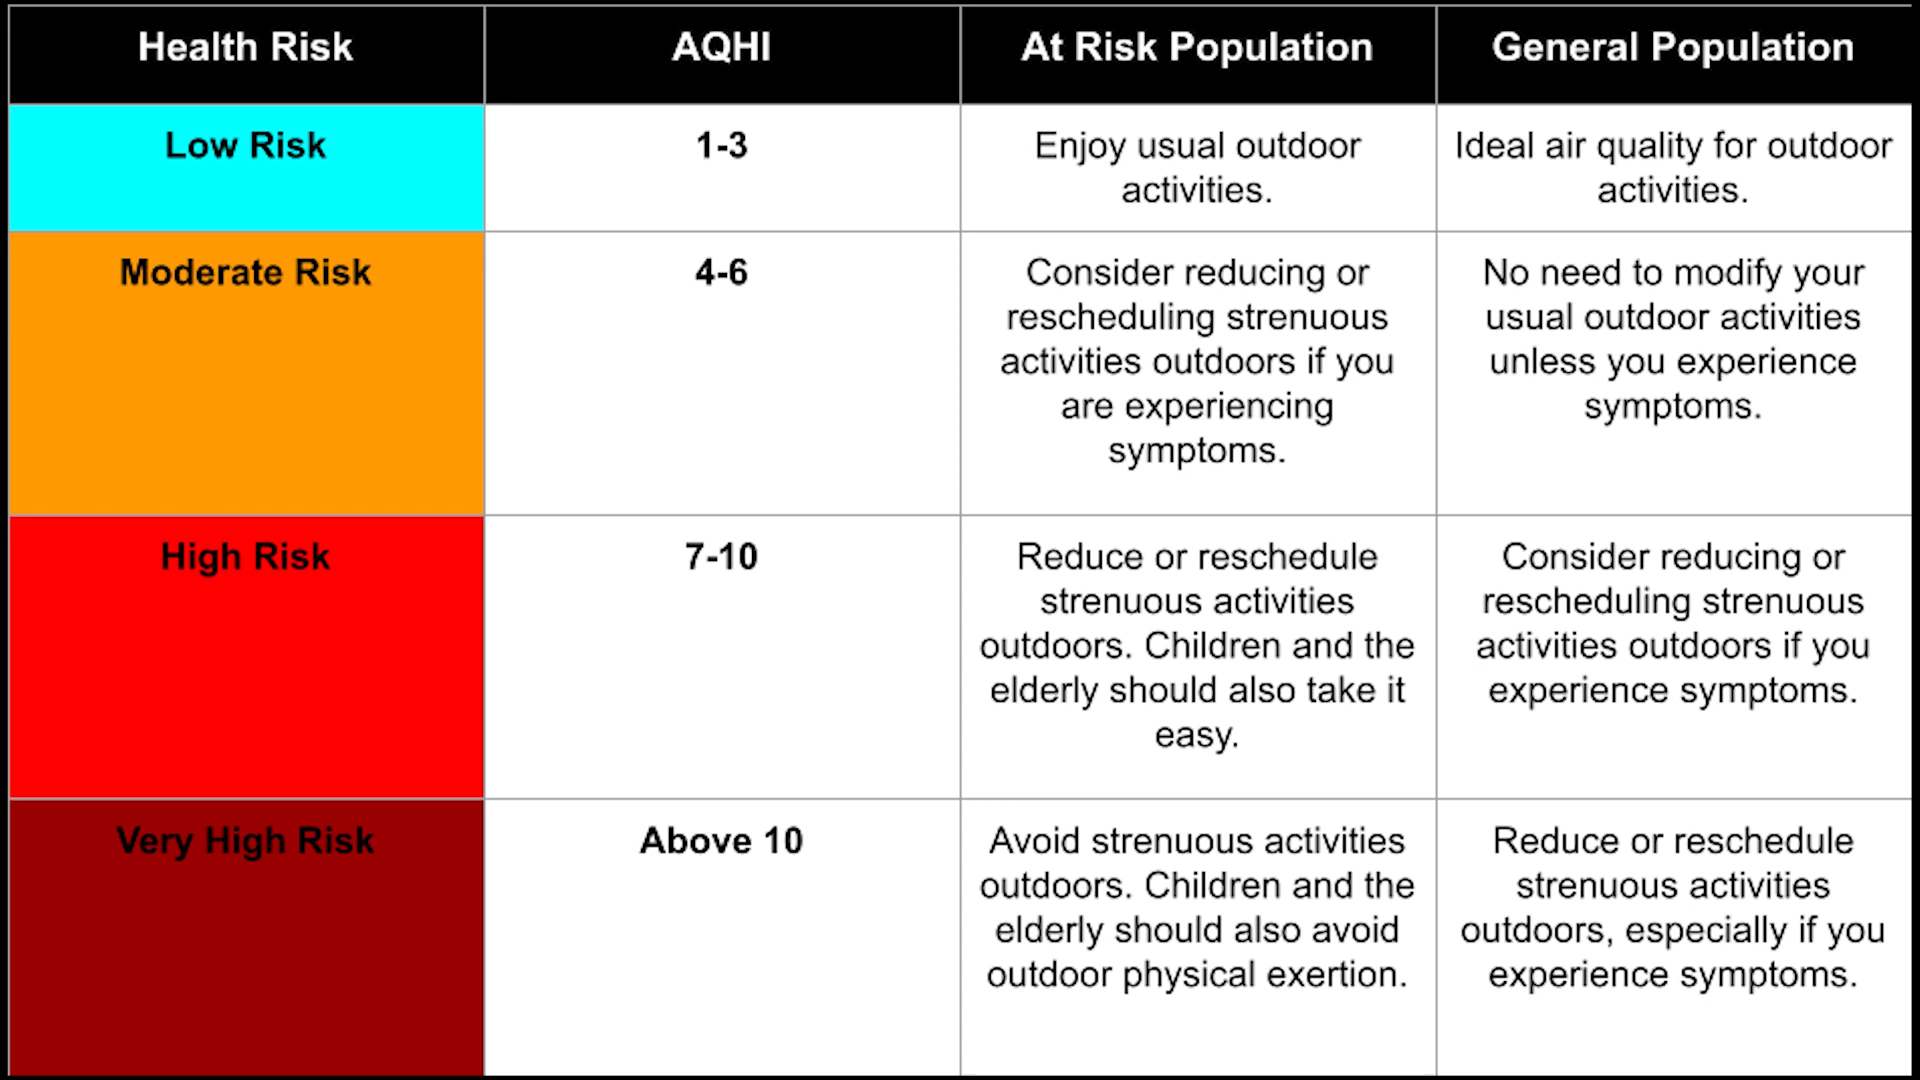 Health Risk
AQHI
At Risk Population
General Population
Low Risk
1-3
Enjoy usual outdoor
activities.
Ideal air quality for outdoor
activities.
Moderate Risk
4-6
Consider reducing or
rescheduling strenuous
activities outdoors if you
are experiencing
symptoms.
No need to modify your
usual outdoor activities
unless you experience
symptoms.
High Risk
7-10
Reduce or reschedule
strenuous activities
outdoors. Children and the
elderly should also take it
easy.
Consider reducing or
rescheduling strenuous
activities outdoors if you
experience symptoms.
Very High Risk
Above 10
Avoid strenuous activities
outdoors. Children and the
elderly should also avoid
outdoor physical exertion.
Reduce or reschedule
strenuous activities
outdoors, especially if you
experience symptoms.